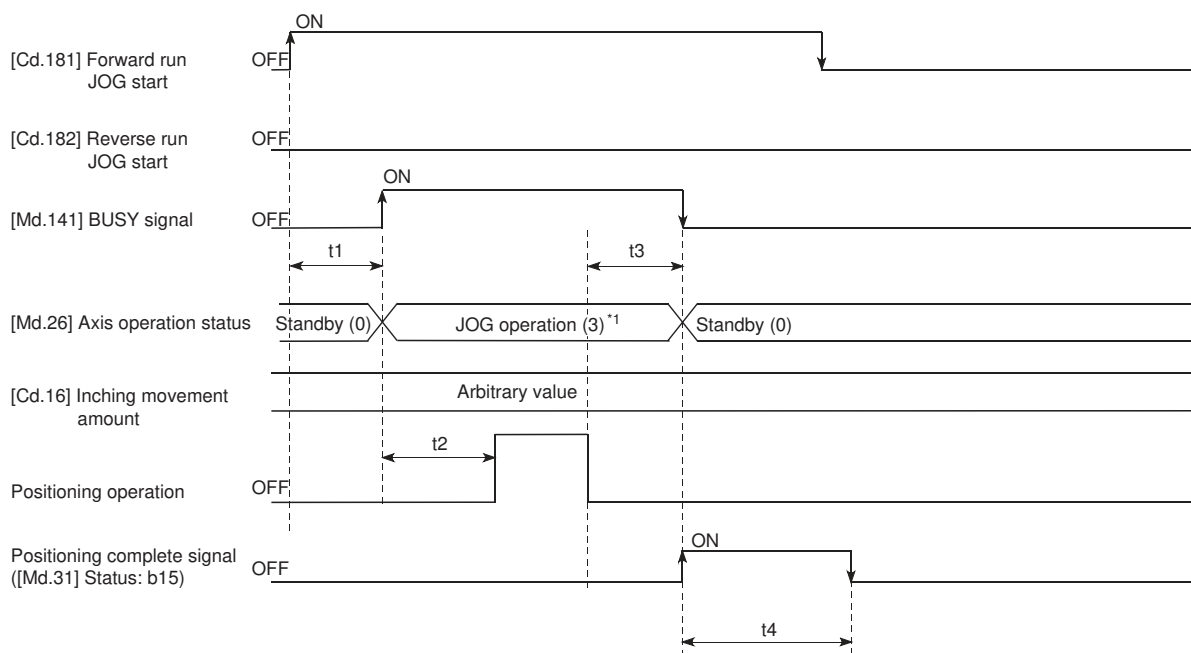 ON
[Cd.181] Forward run
JOG start
OFF
[Cd.182] Reverse run
JOG start
OFF
ON
[Md.141] BUSY signal
OFF
t1
t3
[Md.26] Axis operation status
Standby (0)
JOG operation (3)*1
Standby (0)
[Cd.16] Inching movement
amount
Arbitrary value
t2
Positioning operation
OFF
ON
Positioning complete signal
([Md.31] Status: b15)
OFF
t4